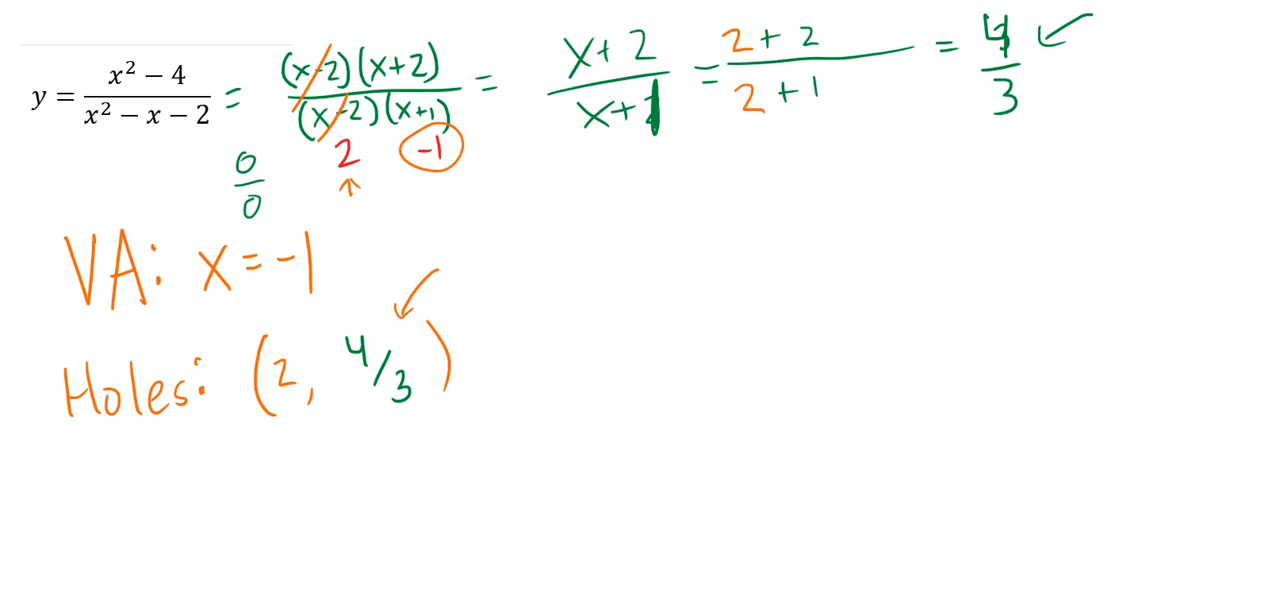 y = (x² − 4)/(x² − x − 2) = ((x-2)(x+2))/((x-2)(x+1)) = (x+2)/(x+1) = (2+2)/(2+1) = 4/3 ✓
0/0 2 -1
↑
VA: x = -1
Holes: (2, 4/3)